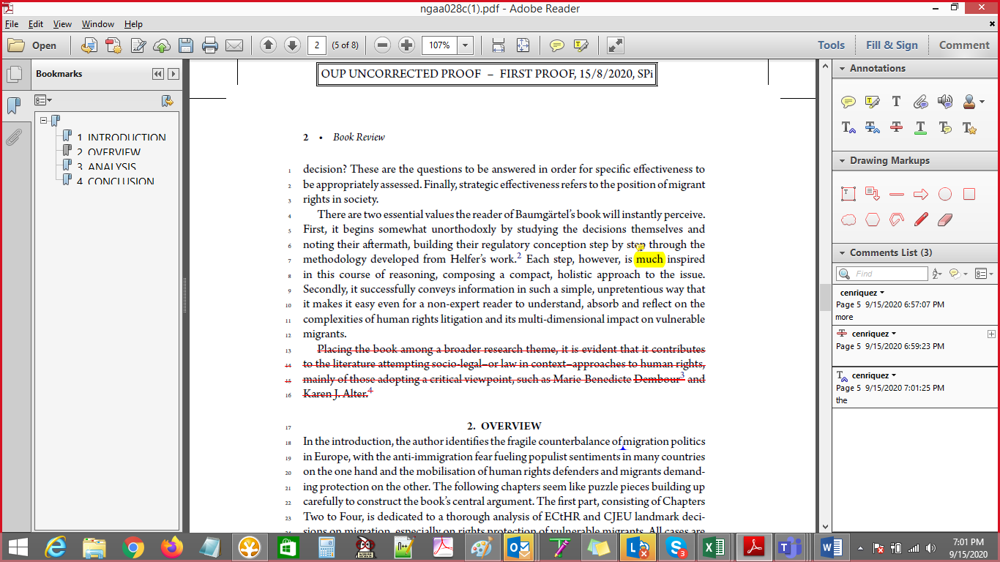 ngaa028c(1).pdf - Adobe Reader
File Edit View Window Help
Open 2 (5 of 8) 107% Tools Fill & Sign Comment
Bookmarks
1 INTRODUCTION
2 OVERVIEW
3 ANALYSIS
4 CONCLUSION
OUP UNCORRECTED PROOF – FIRST PROOF, 15/8/2020, SPi
2 • Book Review
1 decision? These are the questions to be answered in order for specific effectiveness to
2 be appropriately assessed. Finally, strategic effectiveness refers to the position of migrant
3 rights in society.
4 There are two essential values the reader of Baumgärtel's book will instantly perceive.
5 First, it begins somewhat unorthodoxly by studying the decisions themselves and
6 noting their aftermath, building their regulatory conception step by step through the
7 methodology developed from Helfer's work.2 Each step, however, is much inspired
8 in this course of reasoning, composing a compact, holistic approach to the issue.
9 Secondly, it successfully conveys information in such a simple, unpretentious way that
10 it makes it easy even for a non-expert reader to understand, absorb and reflect on the
11 complexities of human rights litigation and its multi-dimensional impact on vulnerable
12 migrants.
13 Placing the book among a broader research theme, it is evident that it contributes
14 to the literature attempting socio-legal–or law in context–approaches to human rights,
15 mainly of those adopting a critical viewpoint, such as Marie-Benedicte Dembour3 and
16 Karen J. Alter.4
17 2. OVERVIEW
18 In the introduction, the author identifies the fragile counterbalance of migration politics
19 in Europe, with the anti-immigration fear fueling populist sentiments in many countries
20 on the one hand and the mobilisation of human rights defenders and migrants demand-
21 ing protection on the other. The following chapters seem like puzzle pieces building up
22 carefully to construct the book's central argument. The first part, consisting of Chapters
23 Two to Four, is dedicated to a thorough analysis of ECtHR and CJEU landmark deci-
24 sions on migration, especially on rights protection of vulnerable migrants. All cases are
Annotations
Drawing Markups
Comments List (3)
Find
cenriquez
Page 5 9/15/2020 6:57:07 PM
more
cenriquez
Page 5 9/15/2020 6:59:23 PM
cenriquez
Page 5 9/15/2020 7:01:25 PM
the
7:01 PM
9/15/2020